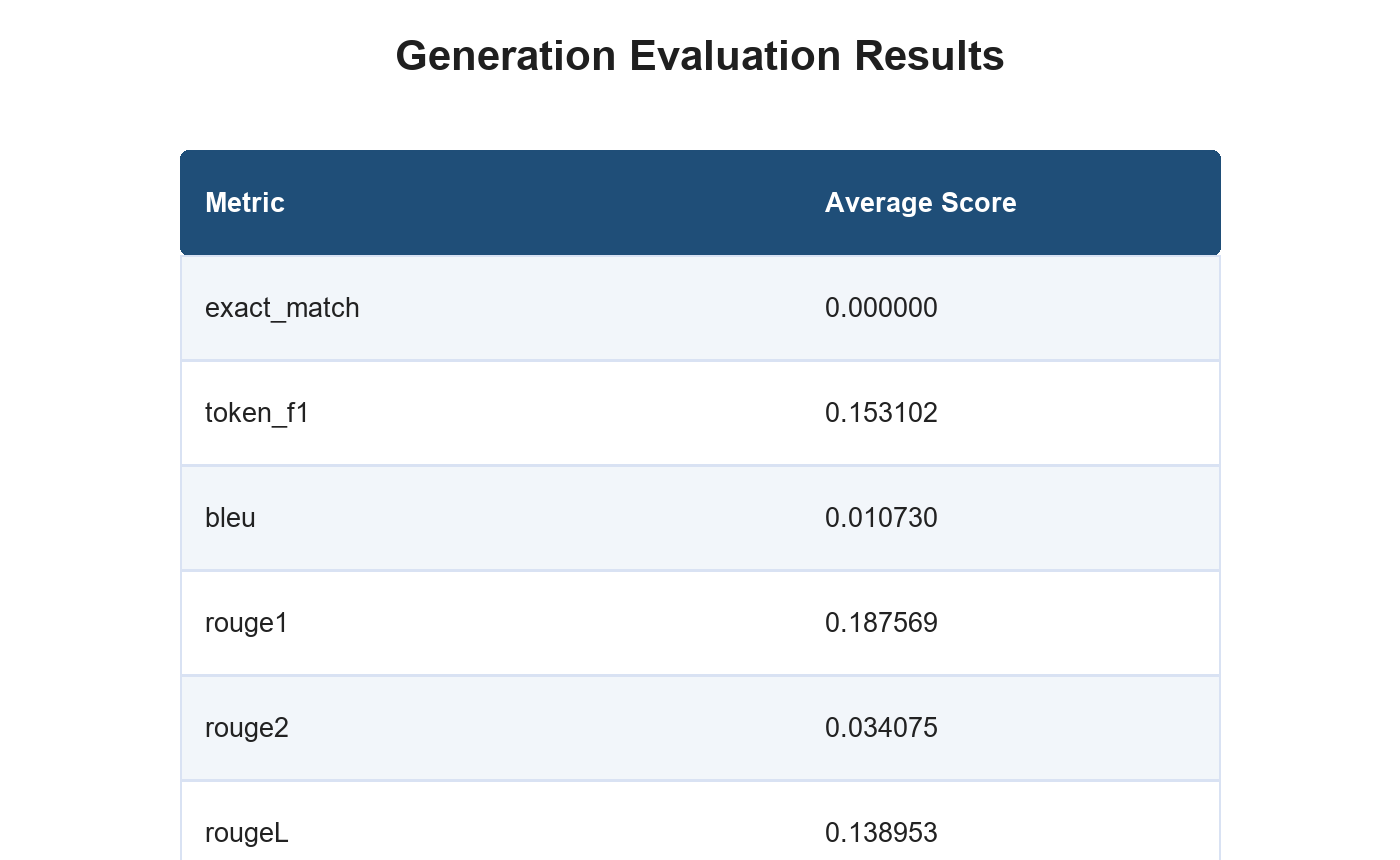 Generation Evaluation Results
Metric Average Score
exact_match 0.000000
token_f1 0.153102
bleu 0.010730
rouge1 0.187569
rouge2 0.034075
rougeL 0.138953